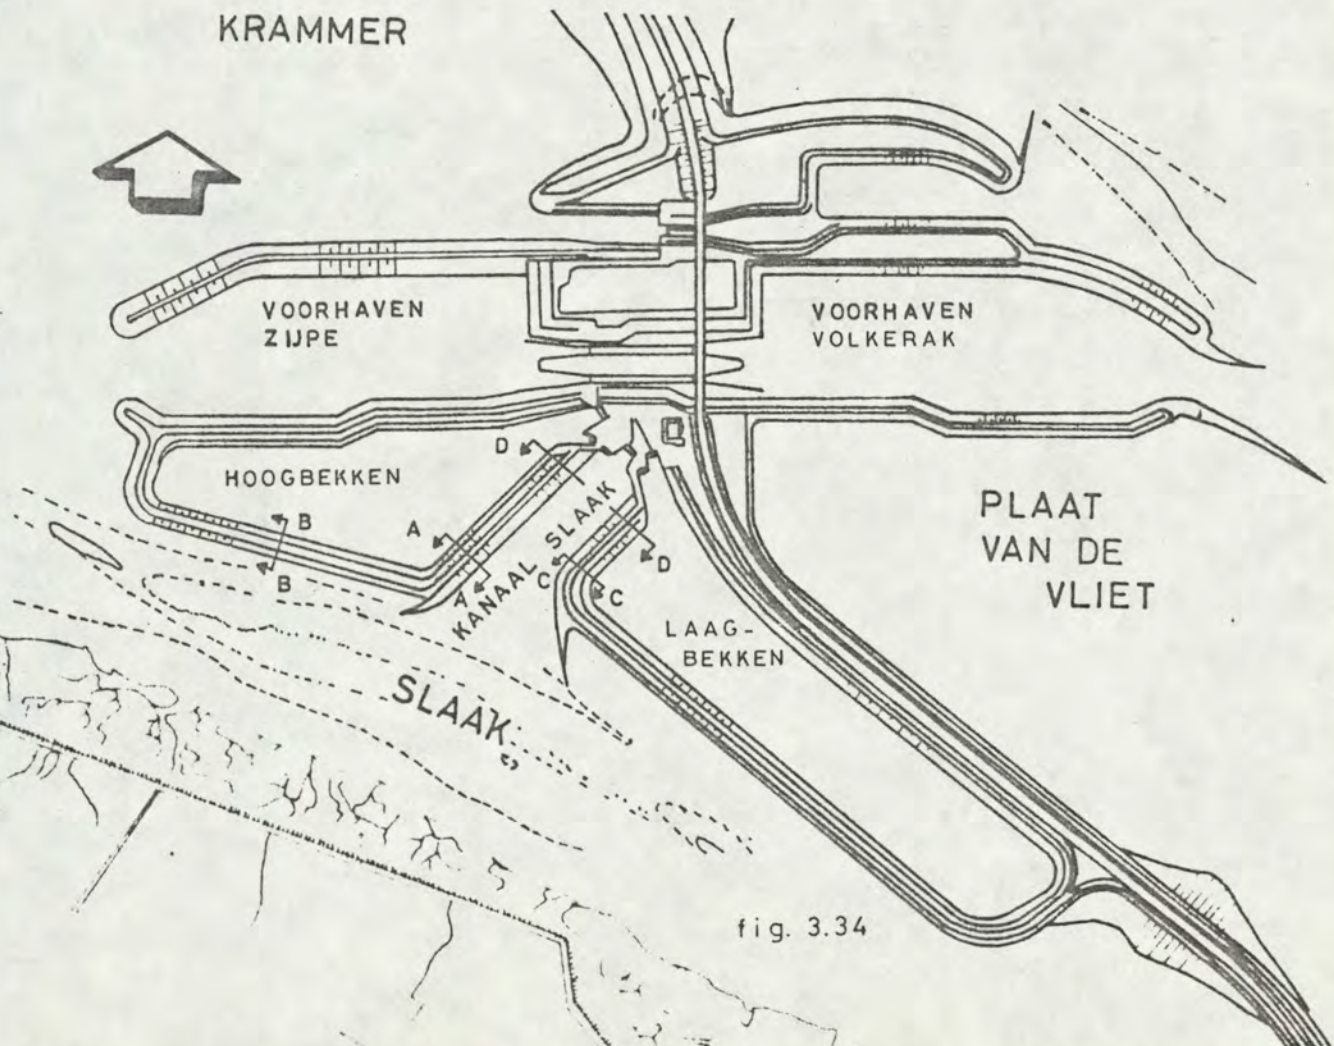 KRAMMER
VOORHAVEN
ZIJPE
VOORHAVEN
VOLKERAK
HOOGBEKKEN
D
B
B
A
A
KANAAL SLAAK
C
C
D
PLAAT
VAN DE
VLIET
LAAG-
BEKKEN
SLAAK
fig. 3.34